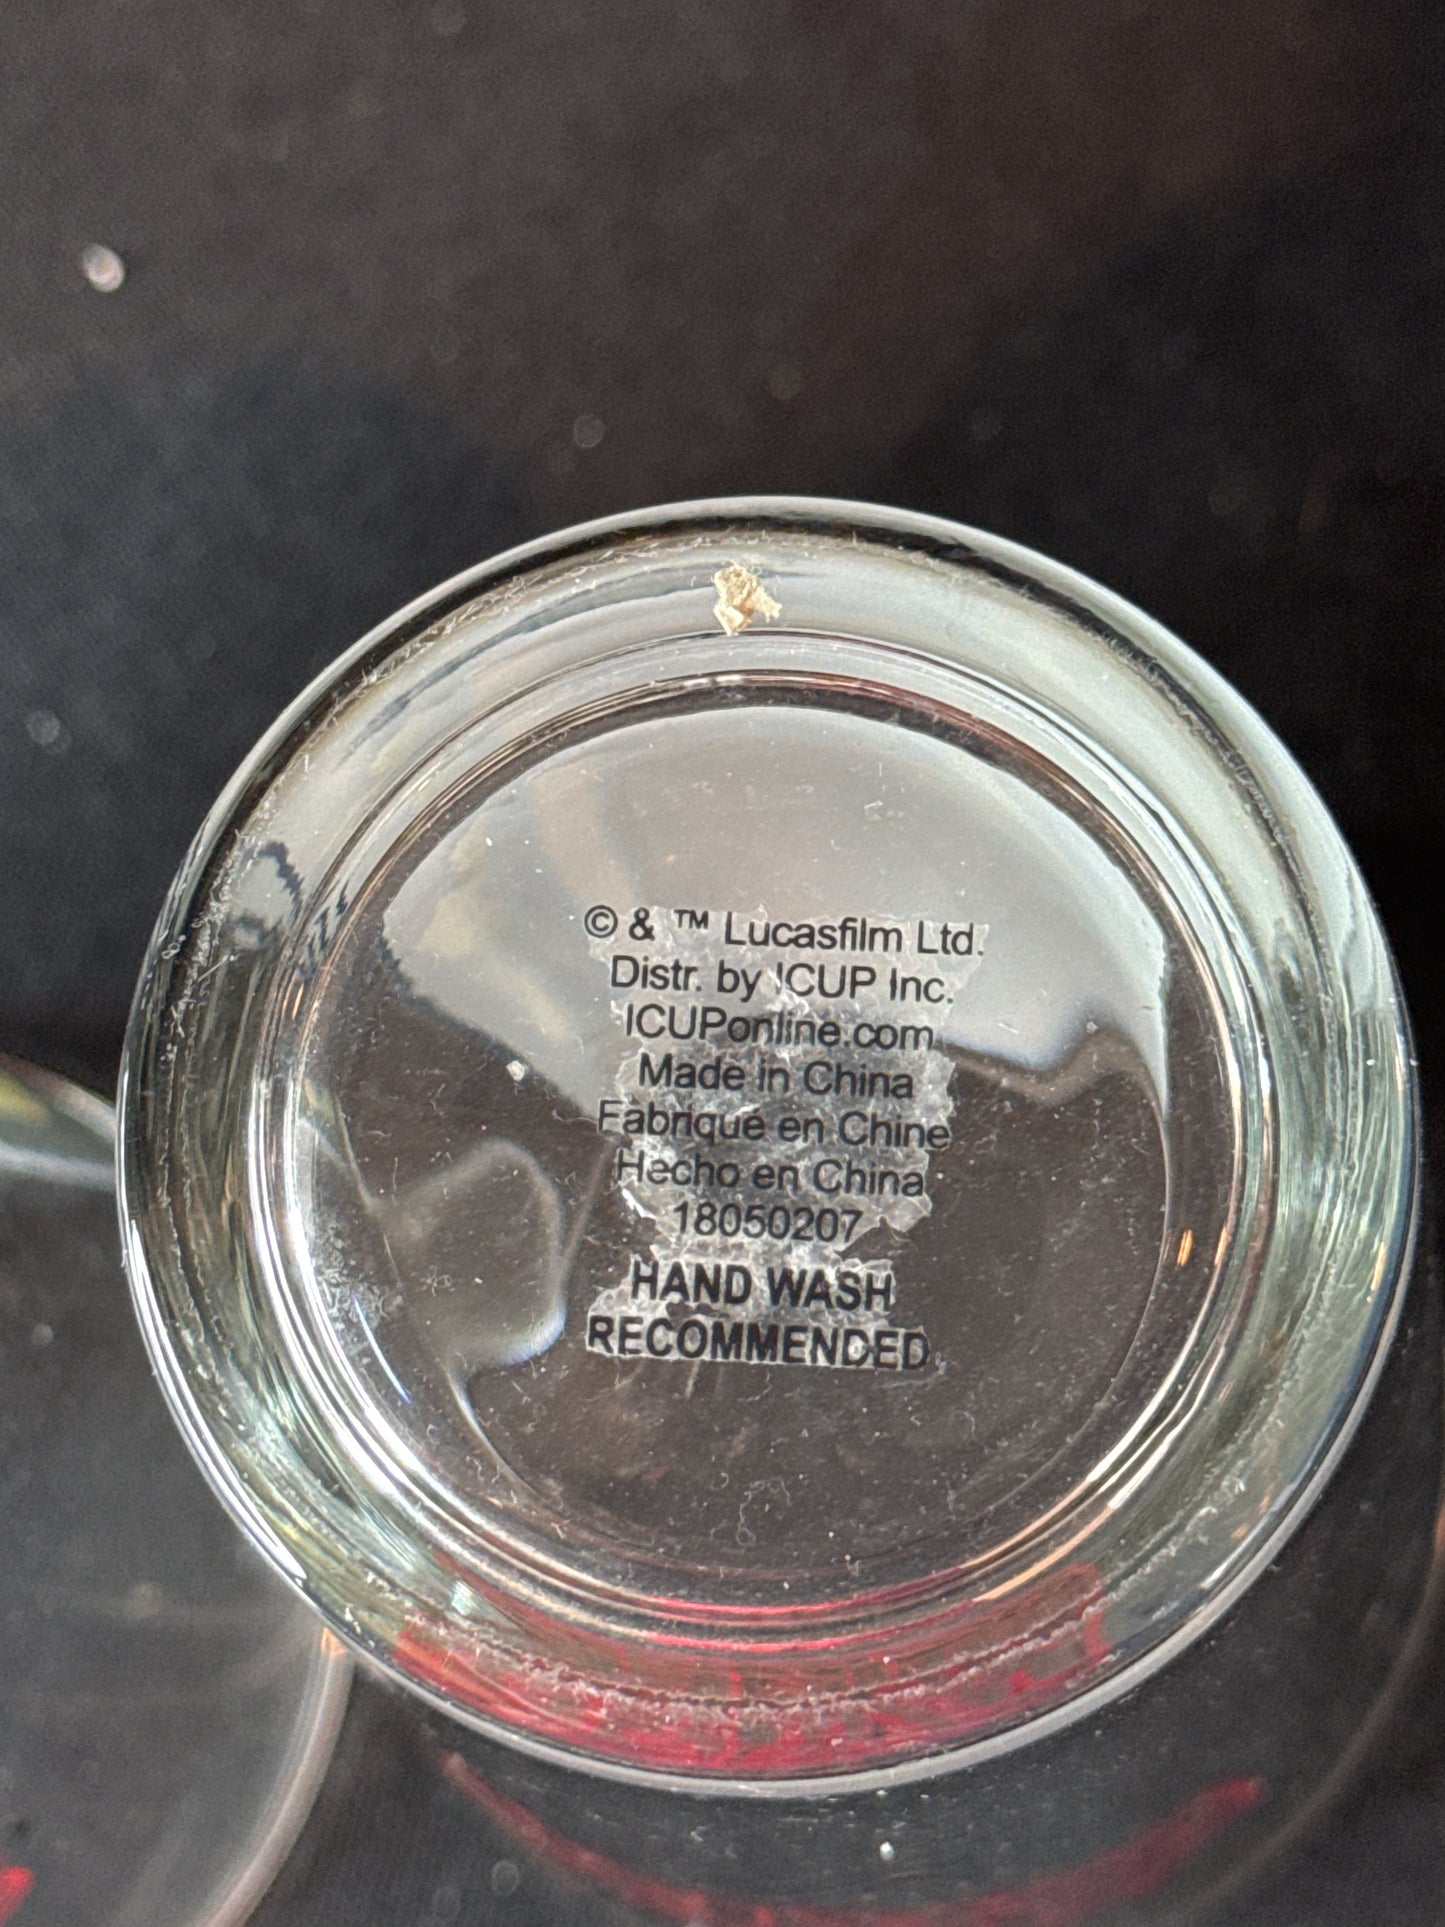 © & ™ Lucasfilm Ltd.
Distr. by ICUP Inc.
ICUPonline.com
Made in China
Fabriqué en Chine
Hecho en China
18050207
HAND WASH
RECOMMENDED